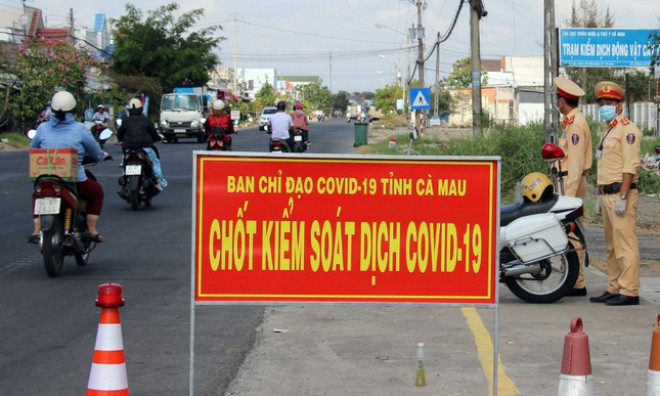 BAN CHỈ ĐẠO COVID-19 TỈNH CÀ MAU
CHỐT KIỂM SOÁT DỊCH COVID-19
TRẠM KIỂM DỊCH ĐỘNG VẬT